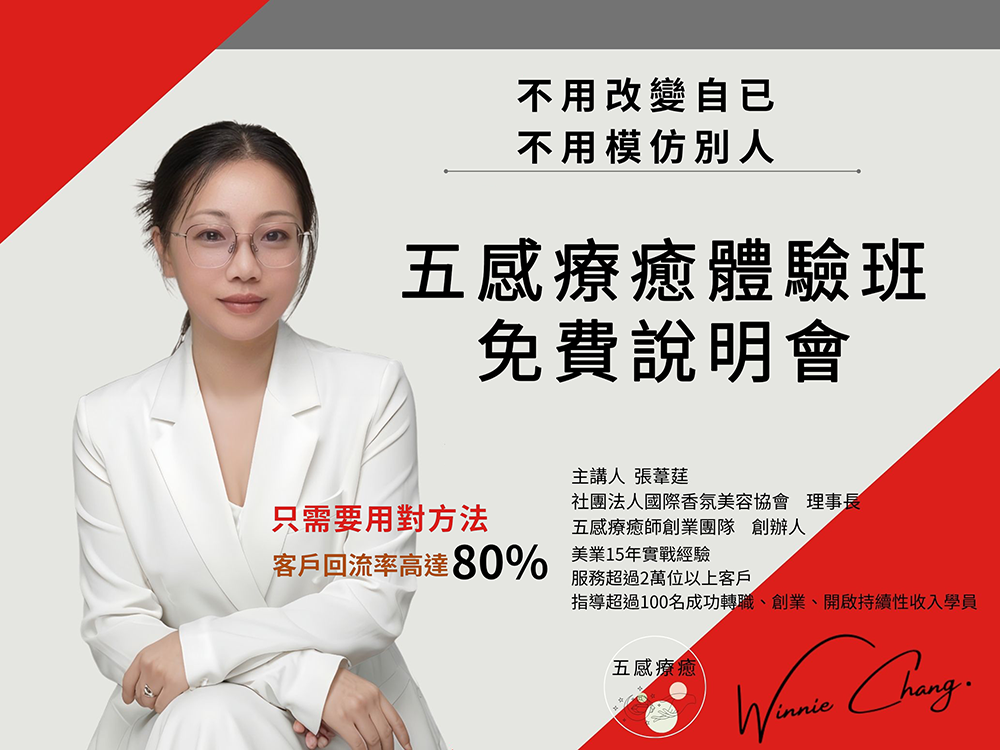 不用改變自已
不用模仿別人
五感療癒體驗班
免費說明會
只需要用對方法
客戶回流率高達80%
主講人 張葦莛
社團法人國際香氛美容協會 理事長
五感療癒師創業團隊 創辦人
美業15年實戰經驗
服務超過2萬位以上客戶
指導超過100名成功轉職、創業、開啟持續性收入學員
五感療癒
Winnie Chang.